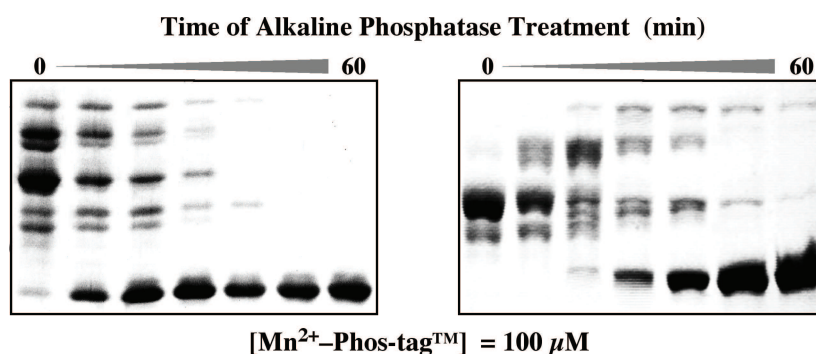 Time of Alkaline Phosphatase Treatment (min)
0 60 0 60
[Mn²⁺–Phos-tag™] = 100 μM